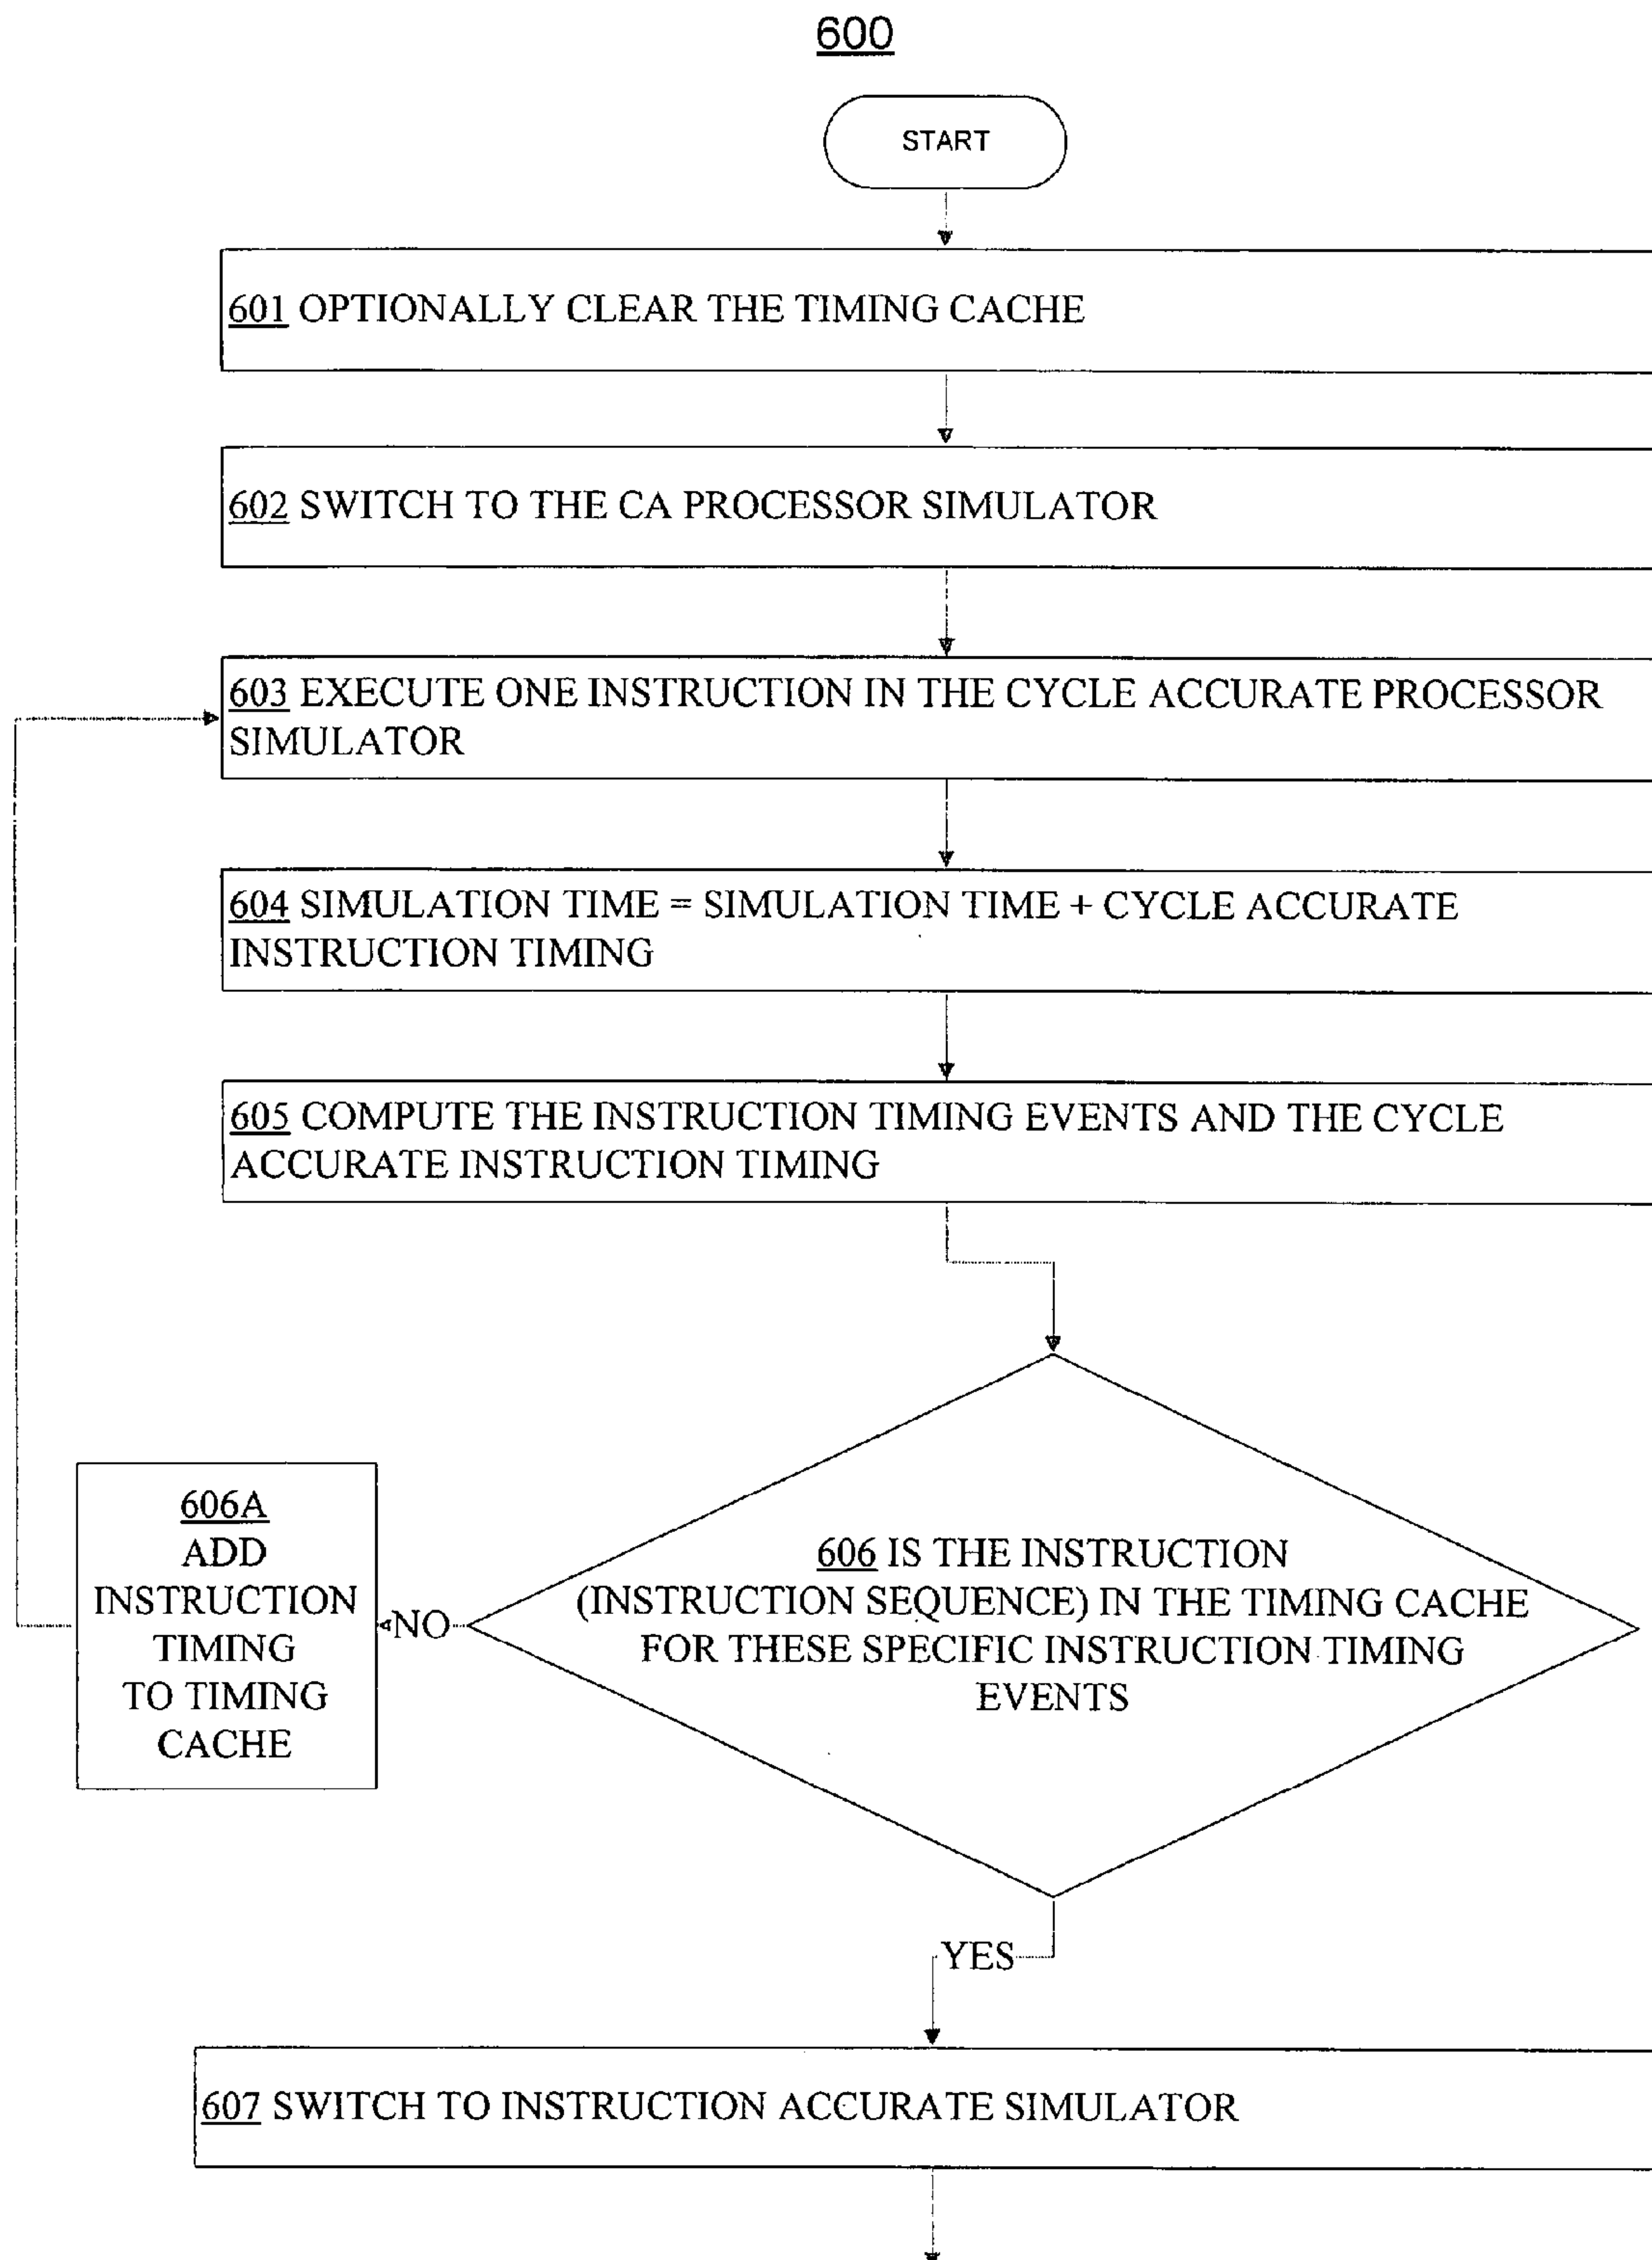 600
START
601 OPTIONALLY CLEAR THE TIMING CACHE
602 SWITCH TO THE CA PROCESSOR SIMULATOR
603 EXECUTE ONE INSTRUCTION IN THE CYCLE ACCURATE PROCESSOR
SIMULATOR
604 SIMULATION TIME = SIMULATION TIME + CYCLE ACCURATE
INSTRUCTION TIMING
605 COMPUTE THE INSTRUCTION TIMING EVENTS AND THE CYCLE
ACCURATE INSTRUCTION TIMING
606 IS THE INSTRUCTION
(INSTRUCTION SEQUENCE) IN THE TIMING CACHE
FOR THESE SPECIFIC INSTRUCTION TIMING
EVENTS
NO
606A
ADD
INSTRUCTION
TIMING
TO TIMING
CACHE
YES
607 SWITCH TO INSTRUCTION ACCURATE SIMULATOR